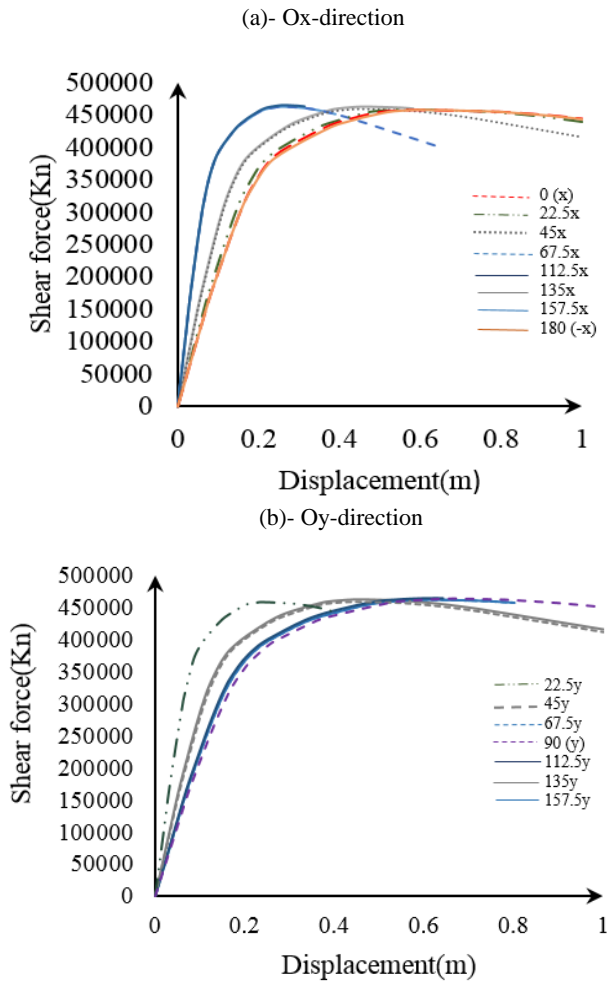 (a)- Ox-direction
500000
450000
400000
350000
300000
250000
200000
150000
100000
50000
0
Shear force(Kn)
0 (x)
22.5x
45x
67.5x
112.5x
135x
157.5x
180 (-x)
0 0.2 0.4 0.6 0.8 1
Displacement(m)
(b)- Oy-direction
500000
450000
400000
350000
300000
250000
200000
150000
100000
50000
0
Shear force(Kn)
22.5y
45y
67.5y
90 (y)
112.5y
135y
157.5y
0 0.2 0.4 0.6 0.8 1
Displacement(m)